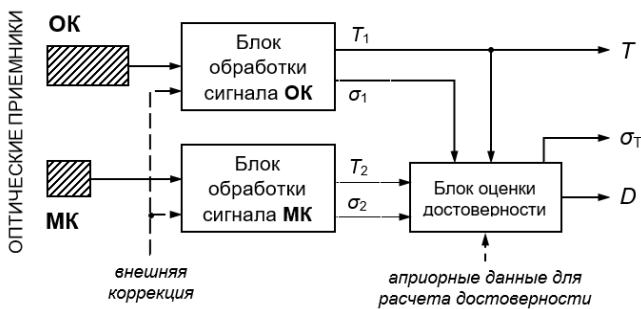 ОПТИЧЕСКИЕ ПРИЕМНИКИ
ОК
Блок
обработки
сигнала ОК
T1
σ1
T
МК
Блок
обработки
сигнала МК
T2
σ2
Блок оценки
достоверности
σТ
D
внешняя
коррекция
априорные данные для
расчета достоверности